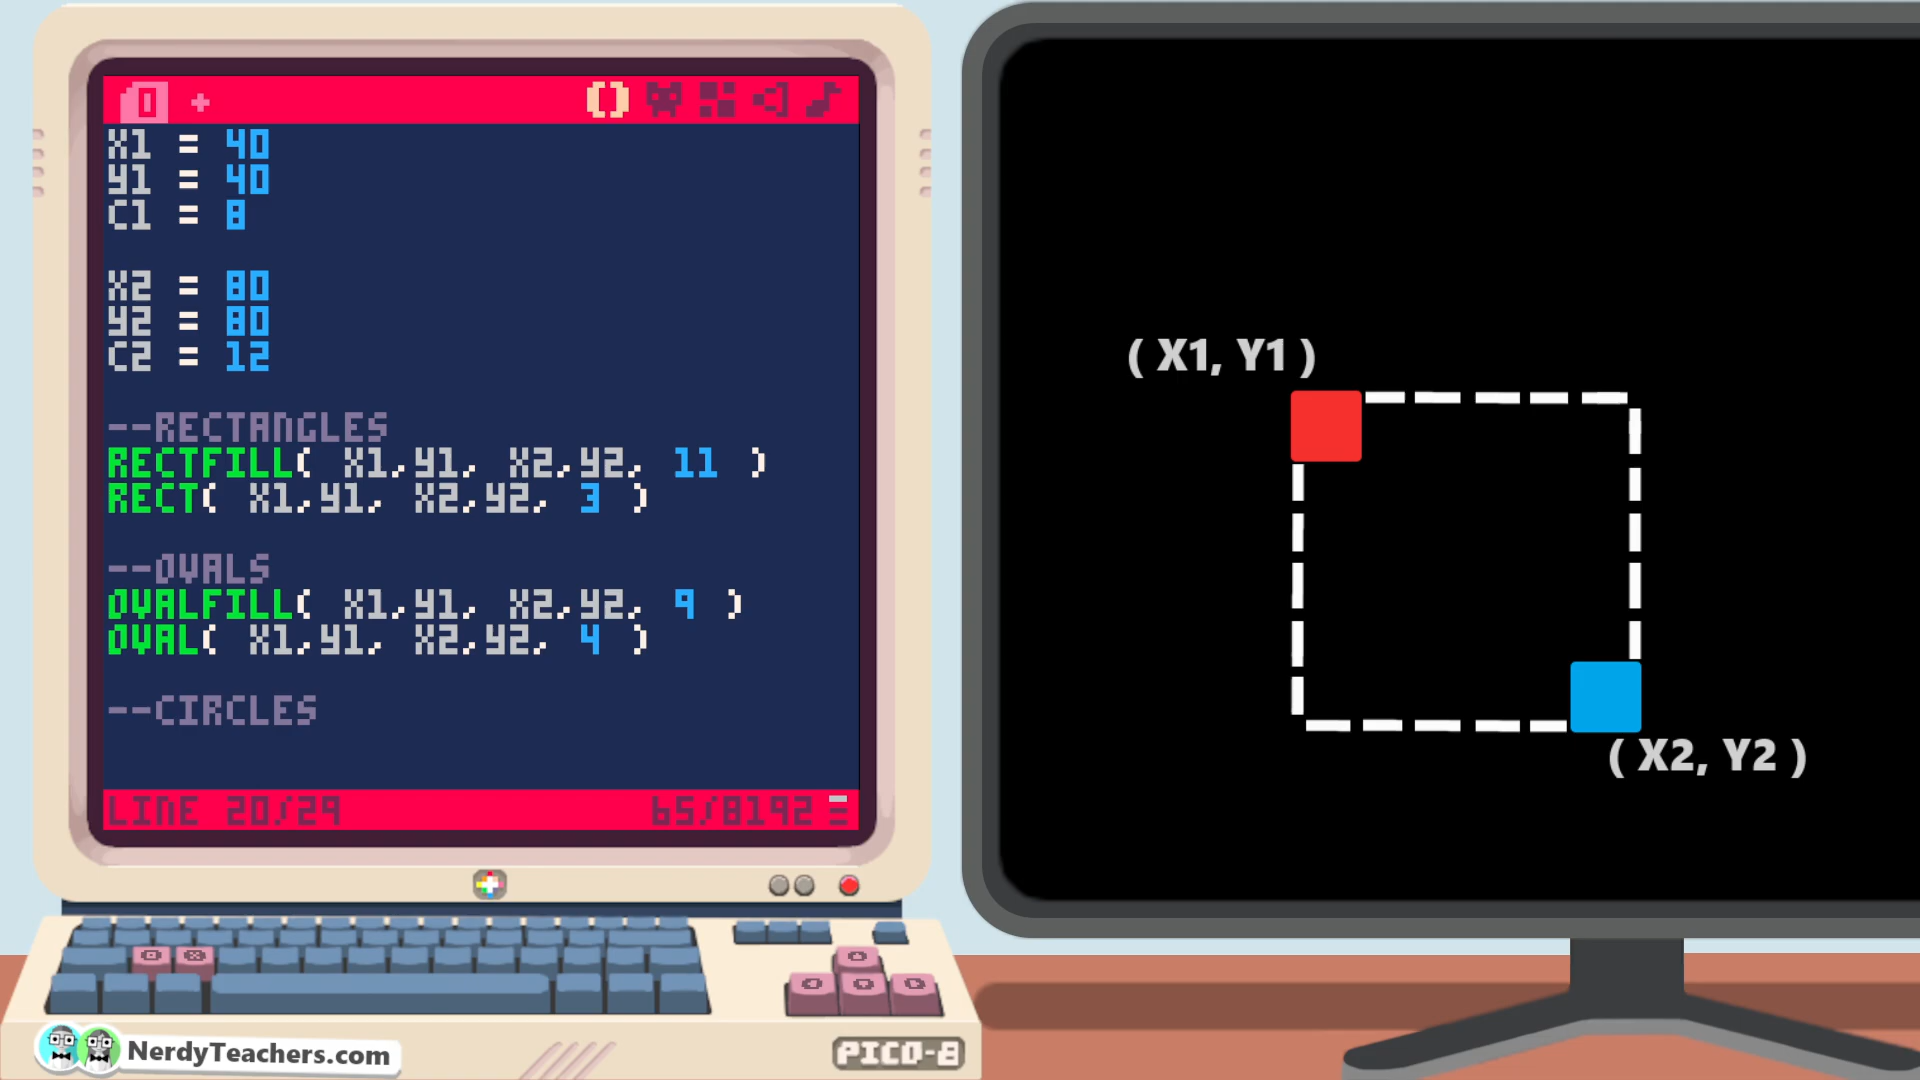 X1 = 40
Y1 = 40
C1 = 8
X2 = 80
Y2 = 80
C2 = 12
--RECTANGLES
RECTFILL( X1,Y1, X2,Y2, 11 )
RECT( X1,Y1, X2,Y2, 3 )
--OVALS
OVALFILL( X1,Y1, X2,Y2, 9 )
OVAL( X1,Y1, X2,Y2, 4 )
--CIRCLES
LINE 20/29 65/8192
NerdyTeachers.com
PICO-8
( X1, Y1 )
( X2, Y2 )